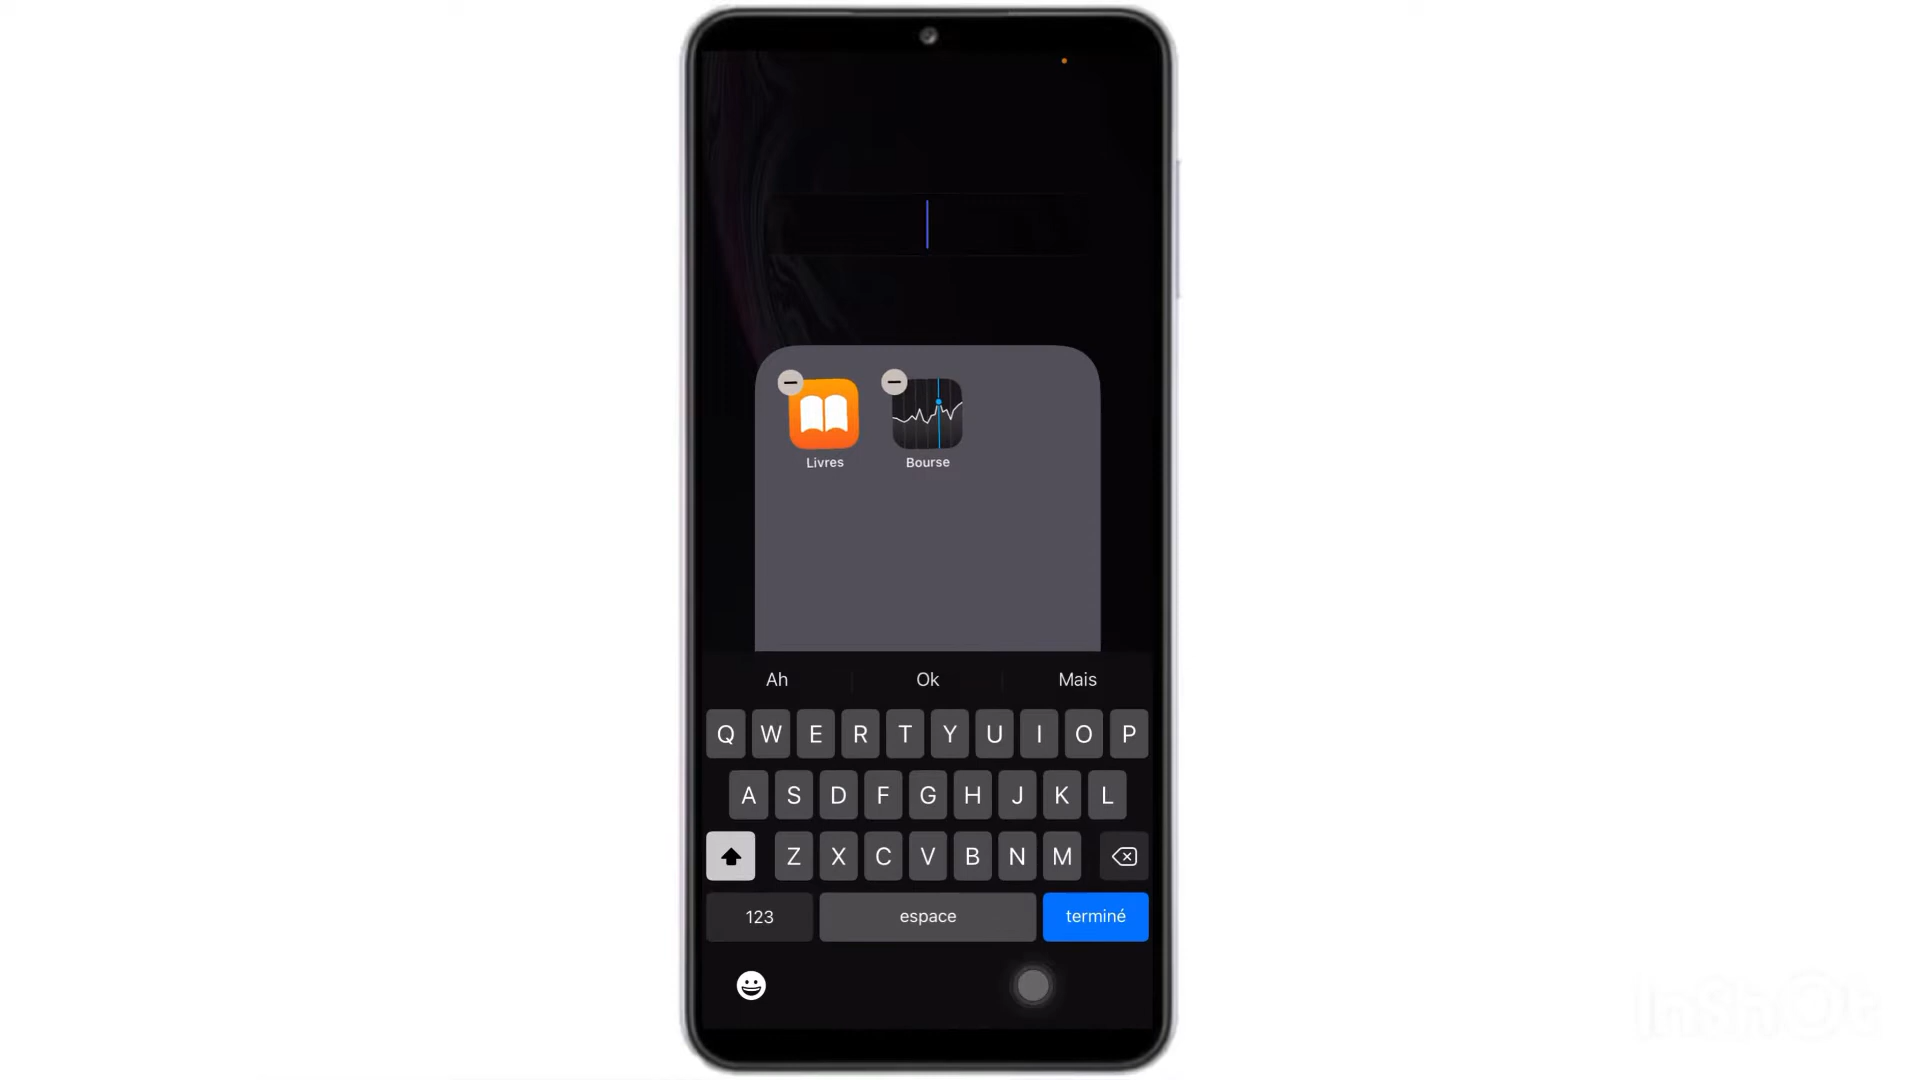 Livres Bourse
Ah Ok Mais
Q W E R T Y U I O P
A S D F G H J K L
Z X C V B N M
123 espace terminé
InShOt